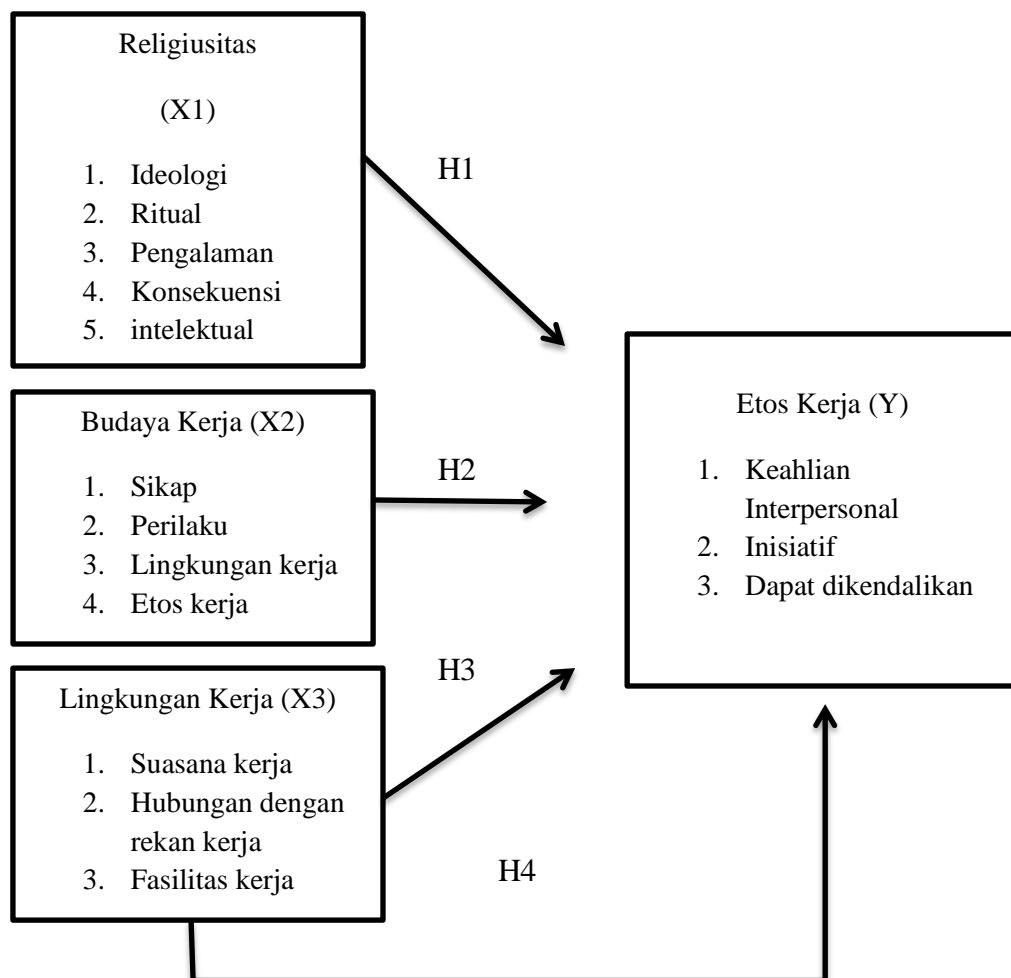 Religiusitas
(X1)
1. Ideologi
2. Ritual
3. Pengalaman
4. Konsekuensi
5. intelektual
H1
Budaya Kerja (X2)
1. Sikap
2. Perilaku
3. Lingkungan kerja
4. Etos kerja
H2
Lingkungan Kerja (X3)
1. Suasana kerja
2. Hubungan dengan
rekan kerja
3. Fasilitas kerja
H3
H4
Etos Kerja (Y)
1. Keahlian
Interpersonal
2. Inisiatif
3. Dapat dikendalikan